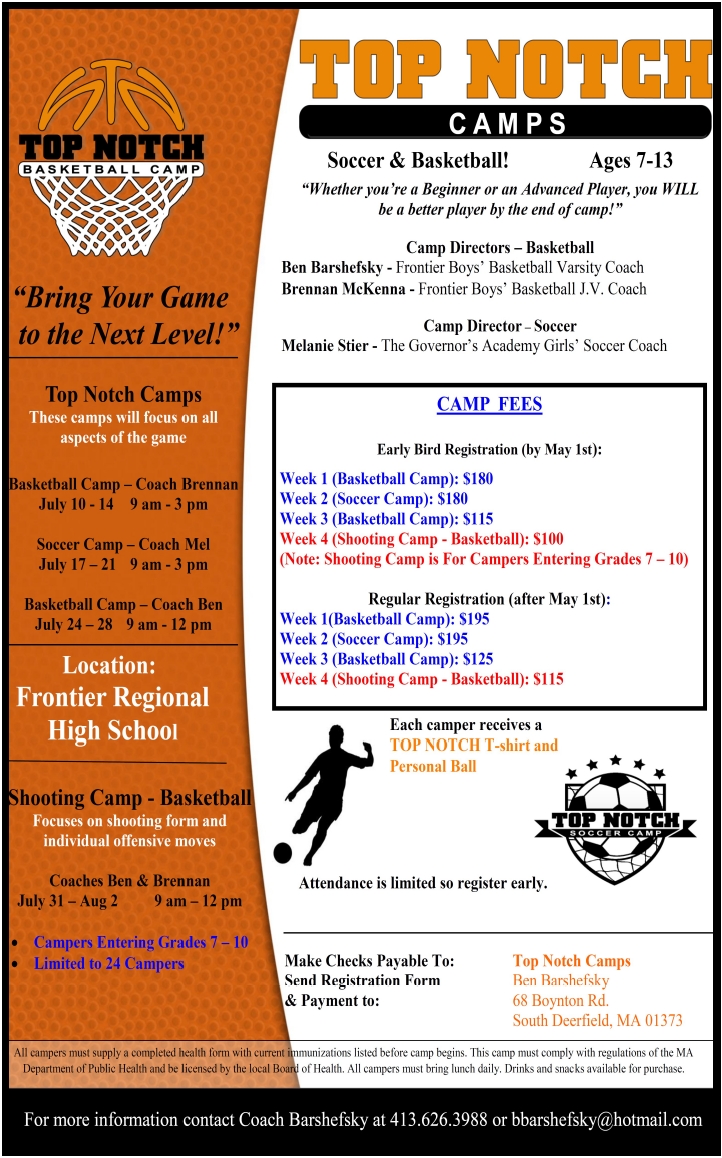 TOP NOTCH
BASKETBALL CAMP
“Bring Your Game
to the Next Level!”
Top Notch Camps
These camps will focus on all
aspects of the game
Basketball Camp – Coach Brennan
July 10 - 14 9 am - 3 pm
Soccer Camp – Coach Mel
July 17 – 21 9 am - 3 pm
Basketball Camp – Coach Ben
July 24 – 28 9 am - 12 pm
Location:
Frontier Regional
High School
Shooting Camp - Basketball
Focuses on shooting form and
individual offensive moves
Coaches Ben & Brennan
July 31 – Aug 2 9 am – 12 pm
• Campers Entering Grades 7 – 10
• Limited to 24 Campers
TOP NOTCH
CAMPS
Soccer & Basketball! Ages 7-13
“Whether you’re a Beginner or an Advanced Player, you WILL
be a better player by the end of camp!”
Camp Directors – Basketball
Ben Barshefsky - Frontier Boys’ Basketball Varsity Coach
Brennan McKenna - Frontier Boys’ Basketball J.V. Coach
Camp Director – Soccer
Melanie Stier - The Governor’s Academy Girls’ Soccer Coach
CAMP FEES
Early Bird Registration (by May 1st):
Week 1 (Basketball Camp): $180
Week 2 (Soccer Camp): $180
Week 3 (Basketball Camp): $115
Week 4 (Shooting Camp - Basketball): $100
(Note: Shooting Camp is For Campers Entering Grades 7 – 10)
Regular Registration (after May 1st):
Week 1(Basketball Camp): $195
Week 2 (Soccer Camp): $195
Week 3 (Basketball Camp): $125
Week 4 (Shooting Camp - Basketball): $115
Each camper receives a
TOP NOTCH T-shirt and
Personal Ball
TOP NOTCH
SOCCER CAMP
Attendance is limited so register early.
Make Checks Payable To: Top Notch Camps
Send Registration Form Ben Barshefsky
& Payment to: 68 Boynton Rd.
South Deerfield, MA 01373
All campers must supply a completed health form with current immunizations listed before camp begins. This camp must comply with regulations of the MA
Department of Public Health and be licensed by the local Board of Health. All campers must bring lunch daily. Drinks and snacks available for purchase.
For more information contact Coach Barshefsky at 413.626.3988 or bbarshefsky@hotmail.com